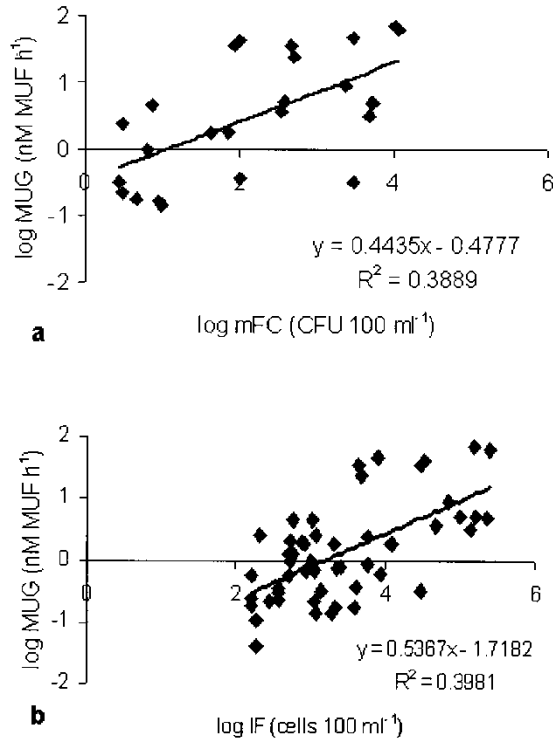 2
1
0
-1
-2
0
2
4
6
log MUG (nM MUF h⁻¹)
y = 0.4435x - 0.4777
R² = 0.3889
log mFC (CFU 100 ml⁻¹)
a
2
1
0
-1
-2
0
2
4
6
log MUG (nM MUF h¹)
y = 0.5367x - 1.7182
R² = 0.3981
log IF (cells 100 ml⁻¹)
b